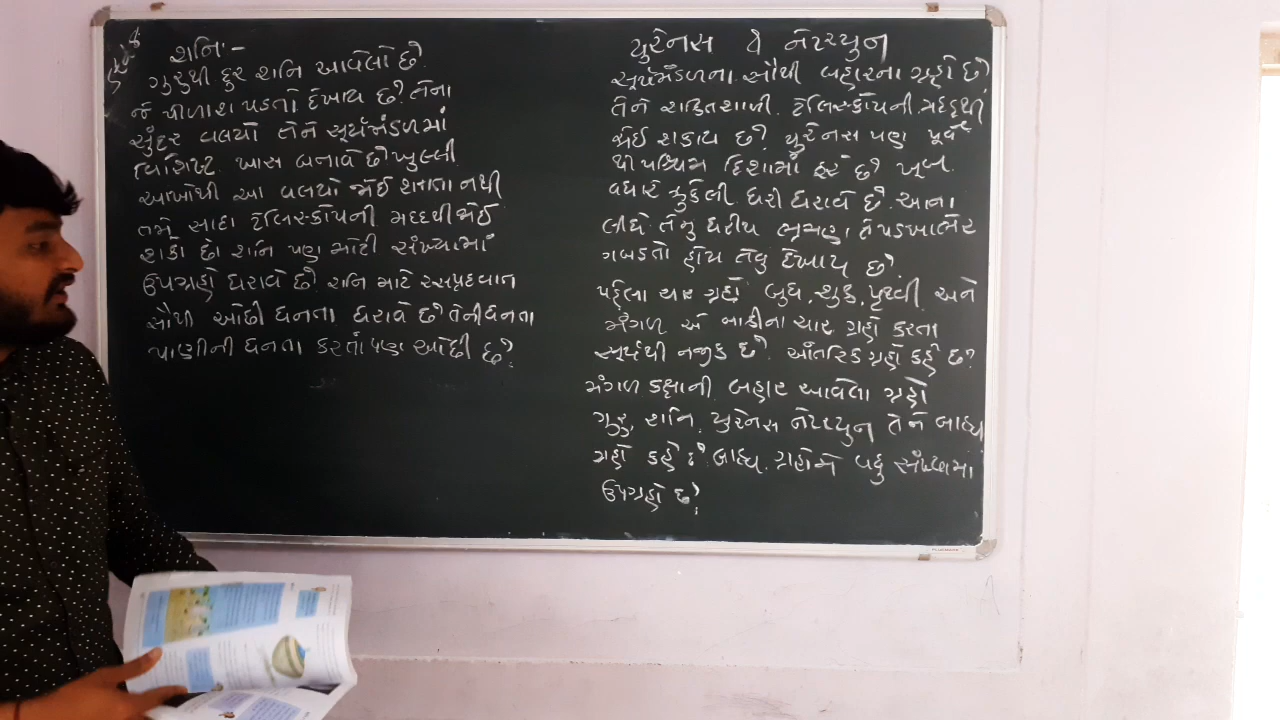 શનિ:-
ગુરુથી દુર શનિ આવેલો છે.
જે પીળાશ પડતો દેખાય છે. તેના
સુંદર વલયો તેને સૂર્યમંડળમાં
વિશિષ્ટ ખાસ બનાવે છે ખુલ્લી
આંખોથી આ વલયો જોઈ શકાતા નથી
તમે સાદા ટેલિસ્કોપની મદદથી જોઈ
શકો છો શનિ પણ મોટી સંખ્યામાં
ઉપગ્રહો ધરાવે છે. શનિ માટે રસપ્રદવાત
સૌથી ઓછી ઘનતા ધરાવે છે તેનીઘનતા
પાણીની ઘનતા કરતાં પણ ઓછી છે.
યુરેનસ ને નેપ્ચ્યુન
સૂર્યમંડળના સૌથી બહારના ગ્રહો છે.
તેને શક્તિશાળી ટેલિસ્કોપની મદદથી
જોઈ શકાય છે. યુરેનસ પણ પૂર્વ
થી પશ્ચિમ દિશામાં ફરે છે. ખૂબ
વધારે ઝુકેલી ધરી ધરાવે છે. આના
લીધે તેનુ ધરીય ભ્રમણ તે પડખાભેર
ગબડતો હોય તેવુ દેખાય છે.
પહેલા ચાર ગ્રહો બુધ, શુક્ર, પૃથ્વી અને
મંગળ એ બાકીના ચાર ગ્રહો કરતા
સૂર્યથી નજીક છે. આંતરિક ગ્રહો કહે છે.
મંગળ કક્ષાની બહાર આવેલા ગ્રહો
ગુરુ, શનિ, યુરેનસ નેપ્ચ્યુન તેને બાહ્ય
ગ્રહો કહે છે બાહ્ય ગ્રહોને વધુ સંખ્યામાં
ઉપગ્રહો છે.